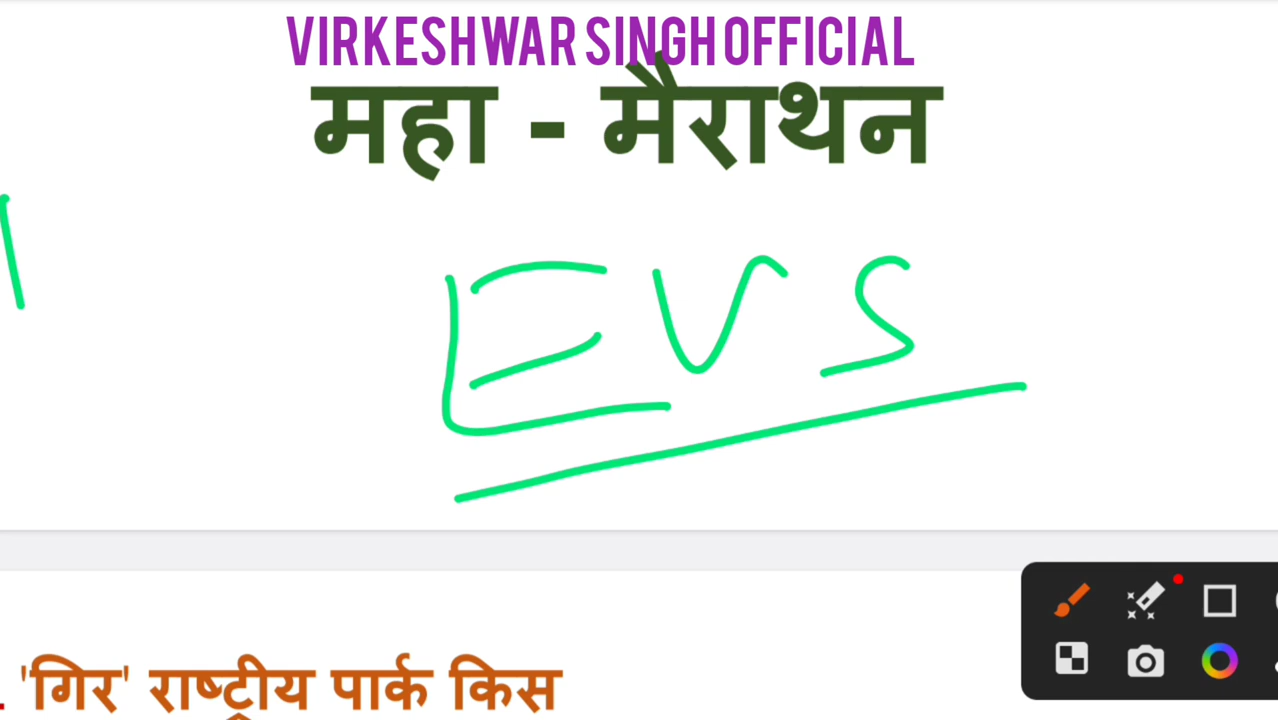 VIRKESHWAR SINGH OFFICIAL
महा - मैराथन
EVS
'गिर' राष्ट्रीय पार्क किस